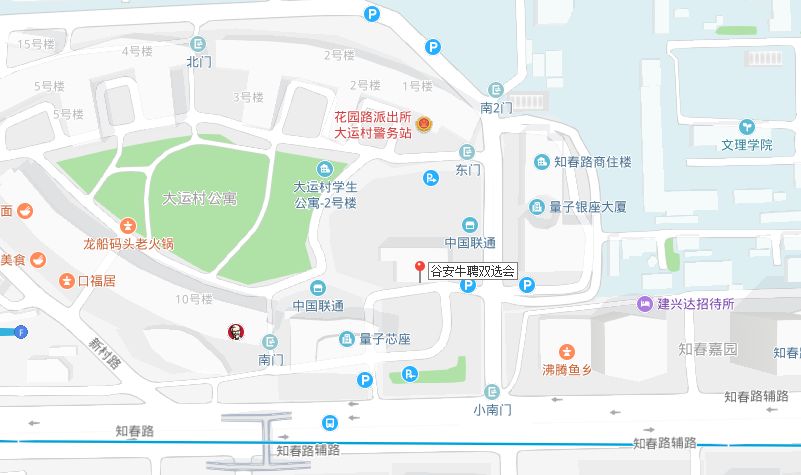 15号楼
4号楼
北门
2号楼
5号楼
3号楼
2号楼
1号楼
5号楼
南2门
花园路派出所
大运村警务站
文理学院
东门
知春路商住楼
大运村学生
公寓-2号楼
大运村公寓
量子银座大厦
面
龙船码头老火锅
中国联通
美食
谷安牛聘双选会
口福居
10号楼
中国联通
建兴达招待所
F
新村路
南门
量子芯座
知春嘉园
沸腾鱼乡
P
P
P
P
P
P
P
小南门
知春路辅路
知春路
知春路辅路
知春路辅路